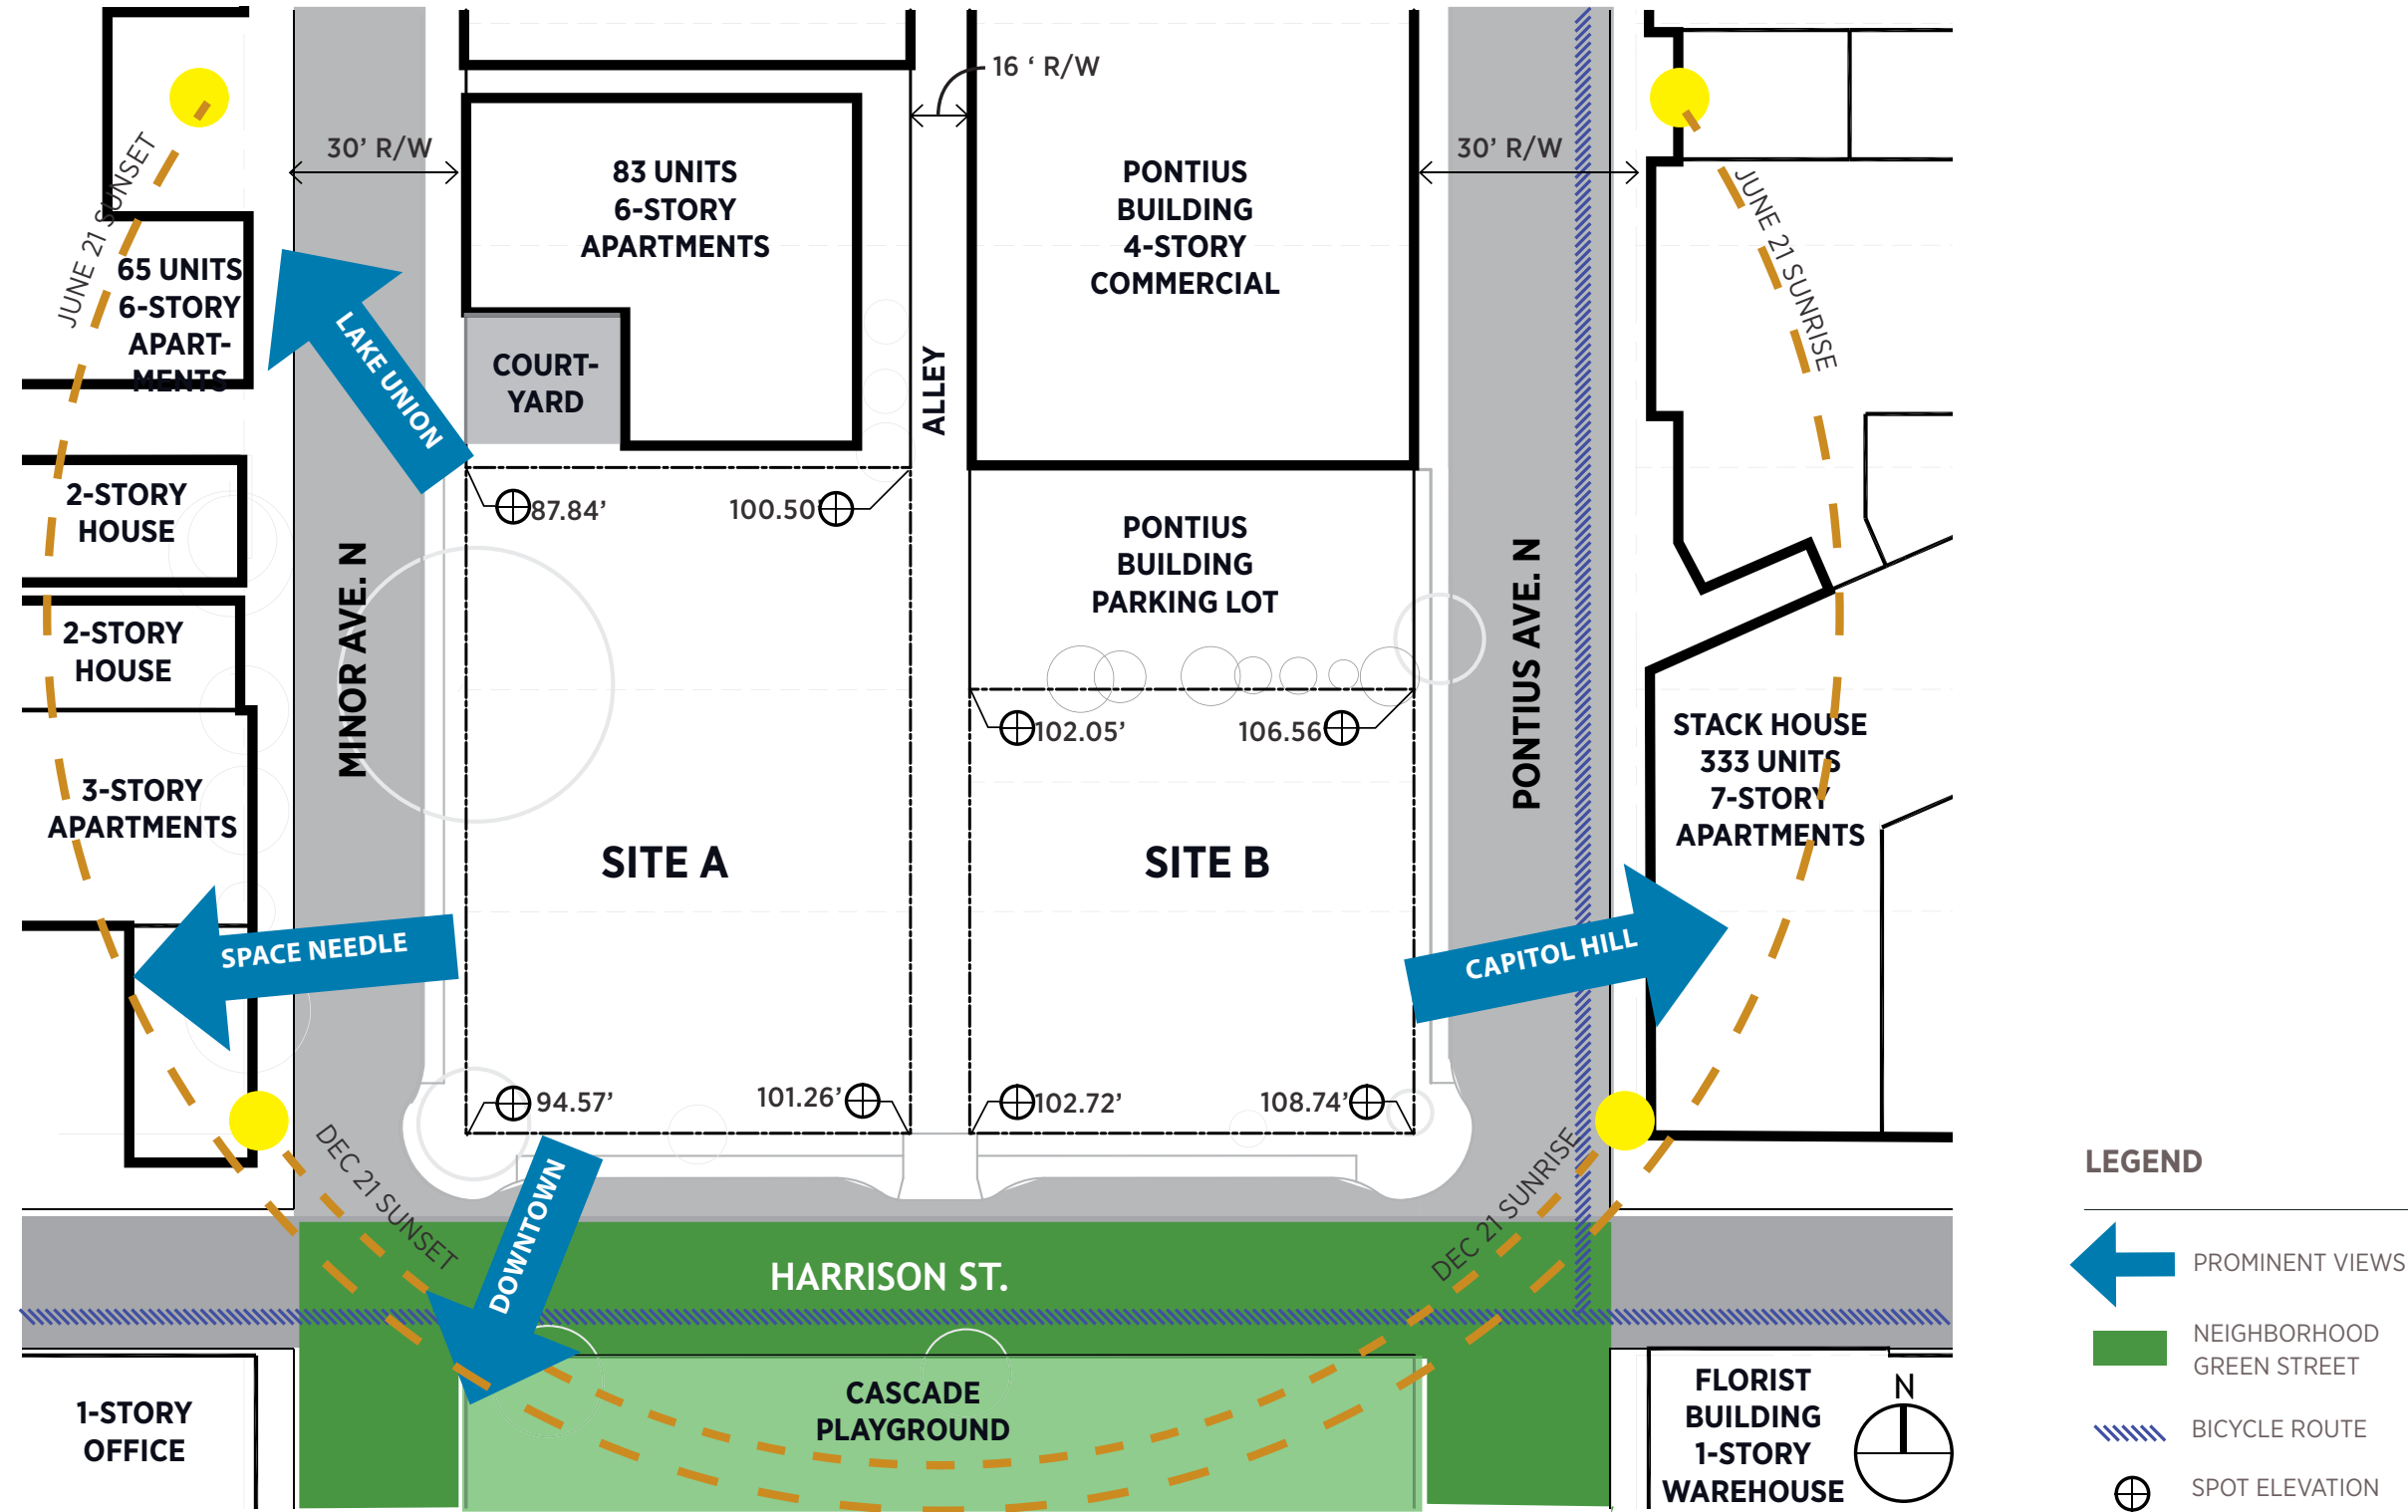 16 ‘ R/W
30’ R/W
30’ R/W
JUNE 21 SUNSET
83 UNITS
6-STORY
APARTMENTS
PONTIUS
BUILDING
4-STORY
COMMERCIAL
JUNE 21 SUNRISE
65 UNITS
6-STORY
APART-
MENTS
LAKE UNION
COURT-
YARD
ALLEY
2-STORY
HOUSE
87.84’
100.50’
PONTIUS
BUILDING
PARKING LOT
MINOR AVE. N
PONTIUS AVE. N
2-STORY
HOUSE
102.05’
106.56
STACK HOUSE
333 UNITS
7-STORY
APARTMENTS
3-STORY
APARTMENTS
SITE A
SITE B
SPACE NEEDLE
CAPITOL HILL
94.57’
101.26’
102.72’
108.74’
DEC 21 SUNSET
DOWNTOWN
DEC 21 SUNRISE
HARRISON ST.
CASCADE
PLAYGROUND
1-STORY
OFFICE
FLORIST
BUILDING
1-STORY
WAREHOUSE
N
LEGEND
PROMINENT VIEWS
NEIGHBORHOOD
GREEN STREET
BICYCLE ROUTE
SPOT ELEVATION